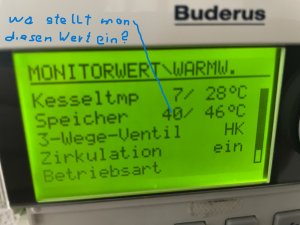 wo stellt man
diesen Wert ein?
Buderus
MONITORWERT\WARMW.
Kesseltmp 7/ 28°C
Speicher 40/ 46°C
3-Wege-Ventil HK
Zirkulation ein
Betriebsart